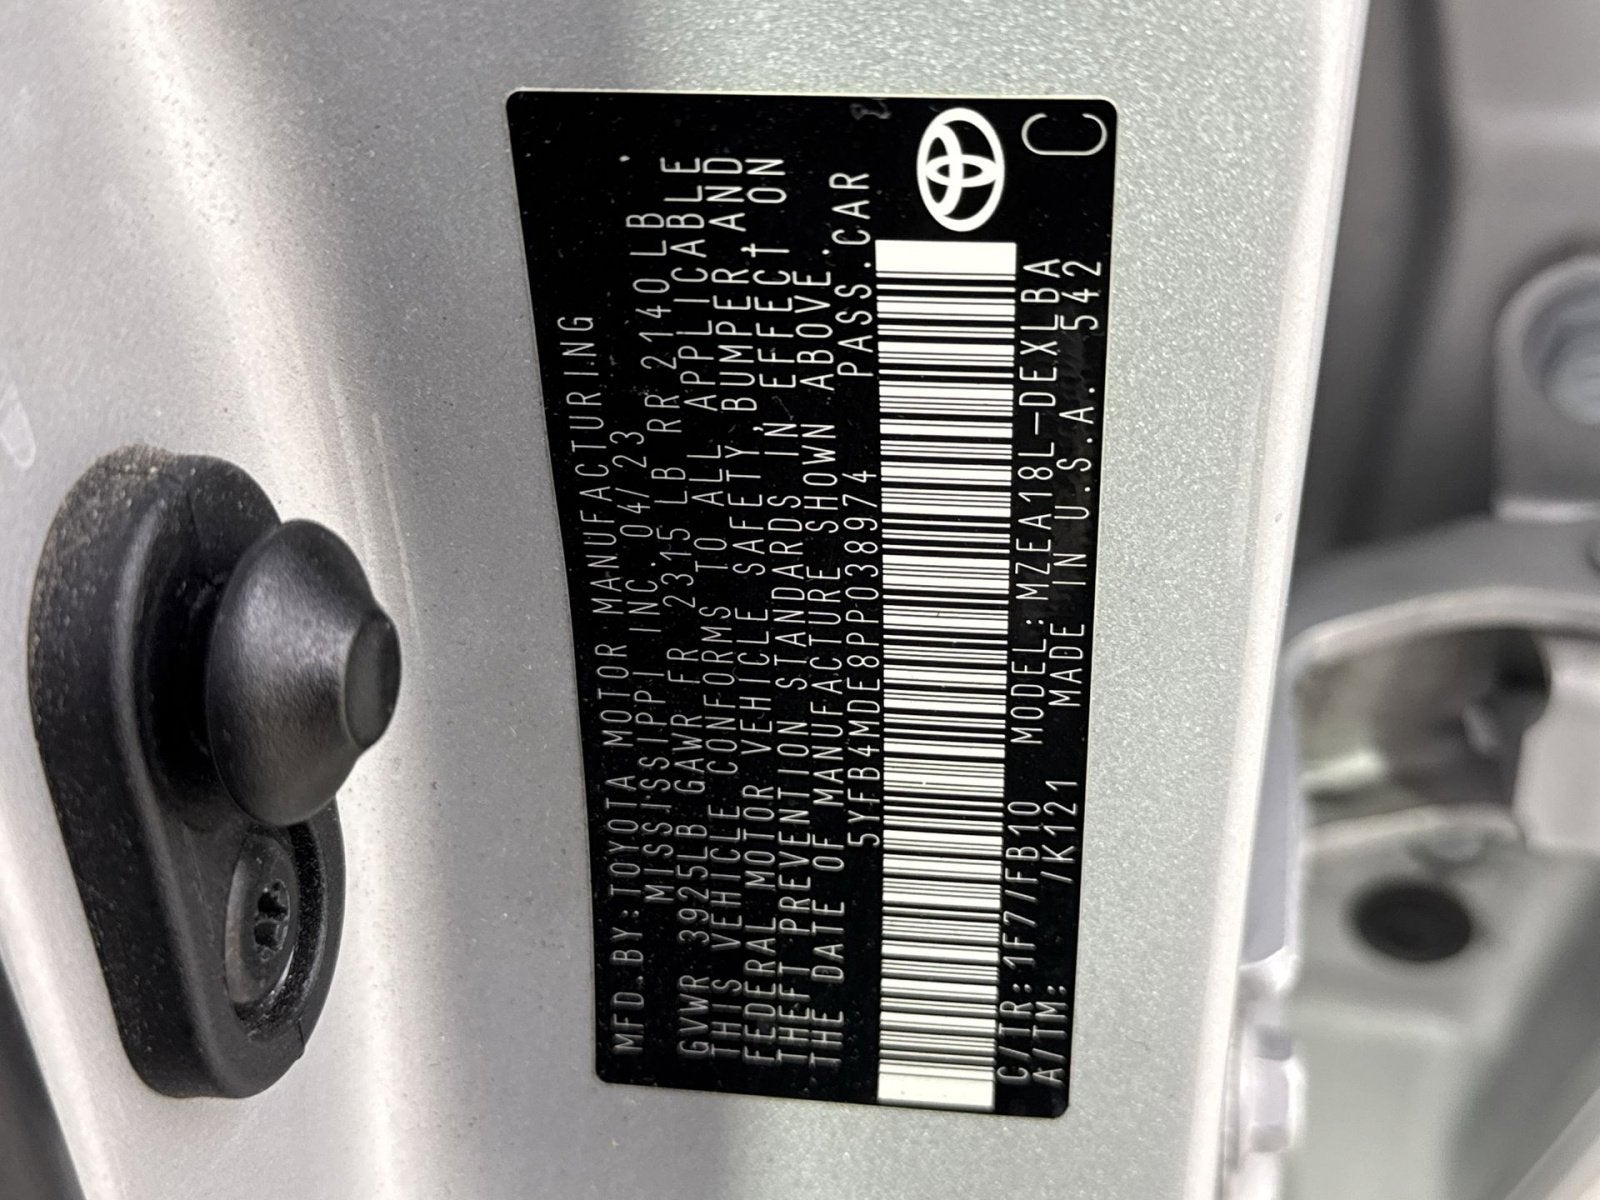 MFD.BY:TOYOTA MOTOR MANUFACTURING
MISSISSIPPI INC. 04/23
GVWR 3925LB GAWR FR 2315 LB RR 2140LB
THIS VEHICLE CONFORMS TO ALL APPLICABLE
FEDERAL MOTOR VEHICLE SAFETY,BUMPER,AND
THEFT PREVENTION STANDARDS IN EFFECT ON
THE DATE OF MANUFACTURE SHOWN ABOVE.
5YFB4MDE8PP038974 PASS.CAR
C/TR:1F7/FB10 MODEL:MZEA18L-DEXLBA
A/TM: /K121 MADE IN U.S.A. 542
C